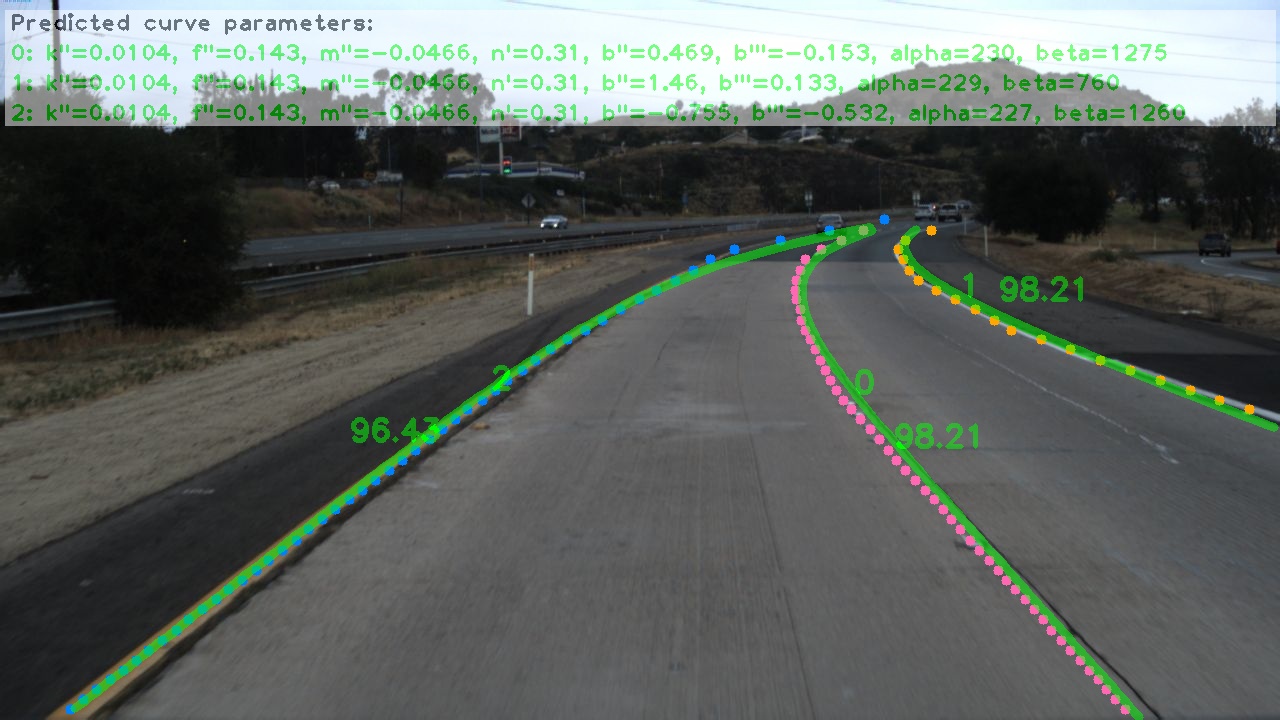 Predicted curve parameters:
0: k''=0.0104, f''=0.143, m''=-0.0466, n'=0.31, b''=0.469, b'''=-0.153, alpha=230, beta=1275
1: k''=0.0104, f''=0.143, m''=-0.0466, n'=0.31, b''=1.46, b'''=0.133, alpha=229, beta=760
2: k''=0.0104, f''=0.143, m''=-0.0466, n'=0.31, b''=-0.755, b'''=-0.532, alpha=227, beta=1260
Mobil
1 98.21
2
0
96.43
98.21